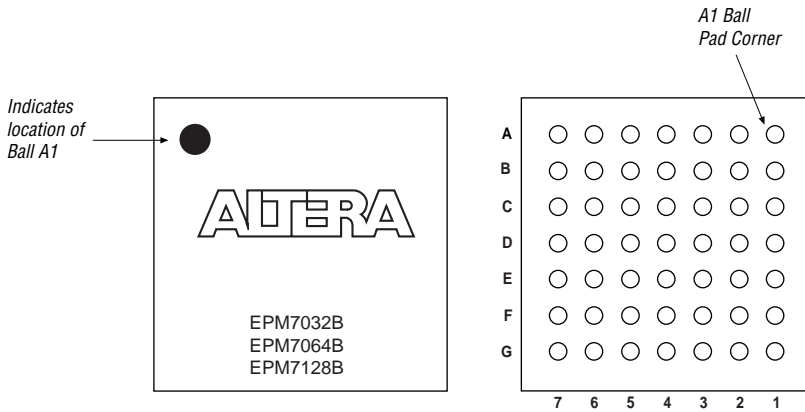 A1 Ball
Pad Corner
Indicates
location of
Ball A1
ALTERA
EPM7032B
EPM7064B
EPM7128B
A
B
C
D
E
F
G
7 6 5 4 3 2 1